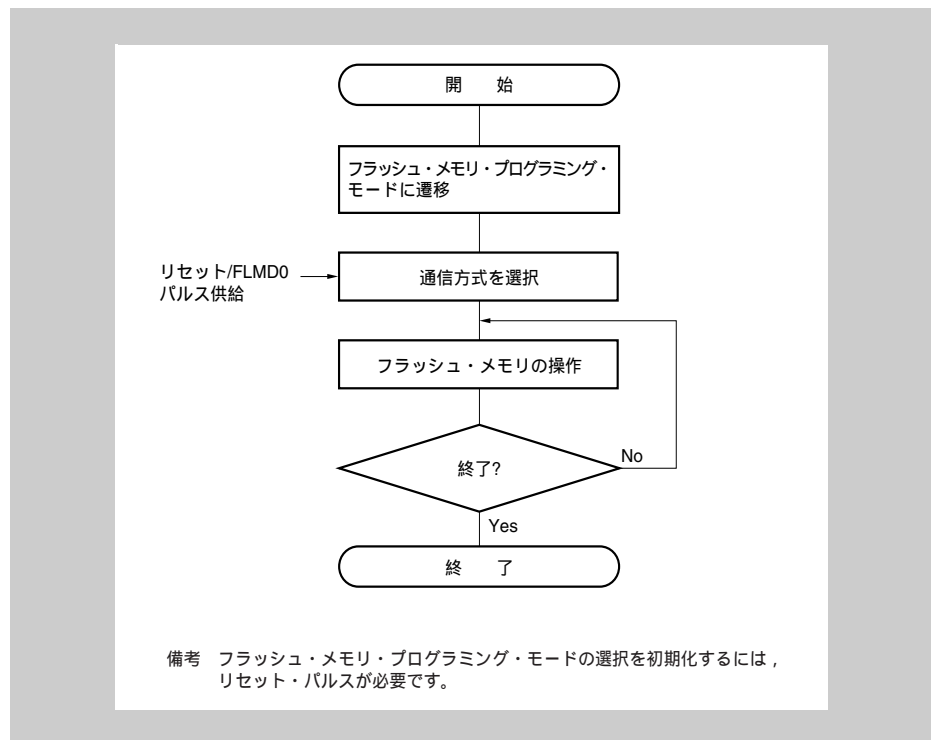 開　　始
フラッシュ・メモリ・プログラミング・
モードに遷移
リセット/FLMD0
パルス供給
通信方式を選択
フラッシュ・メモリの操作
終了?
No
Yes
終　　了
備考　フラッシュ・メモリ・プログラミング・モードの選択を初期化するには，
リセット・パルスが必要です。